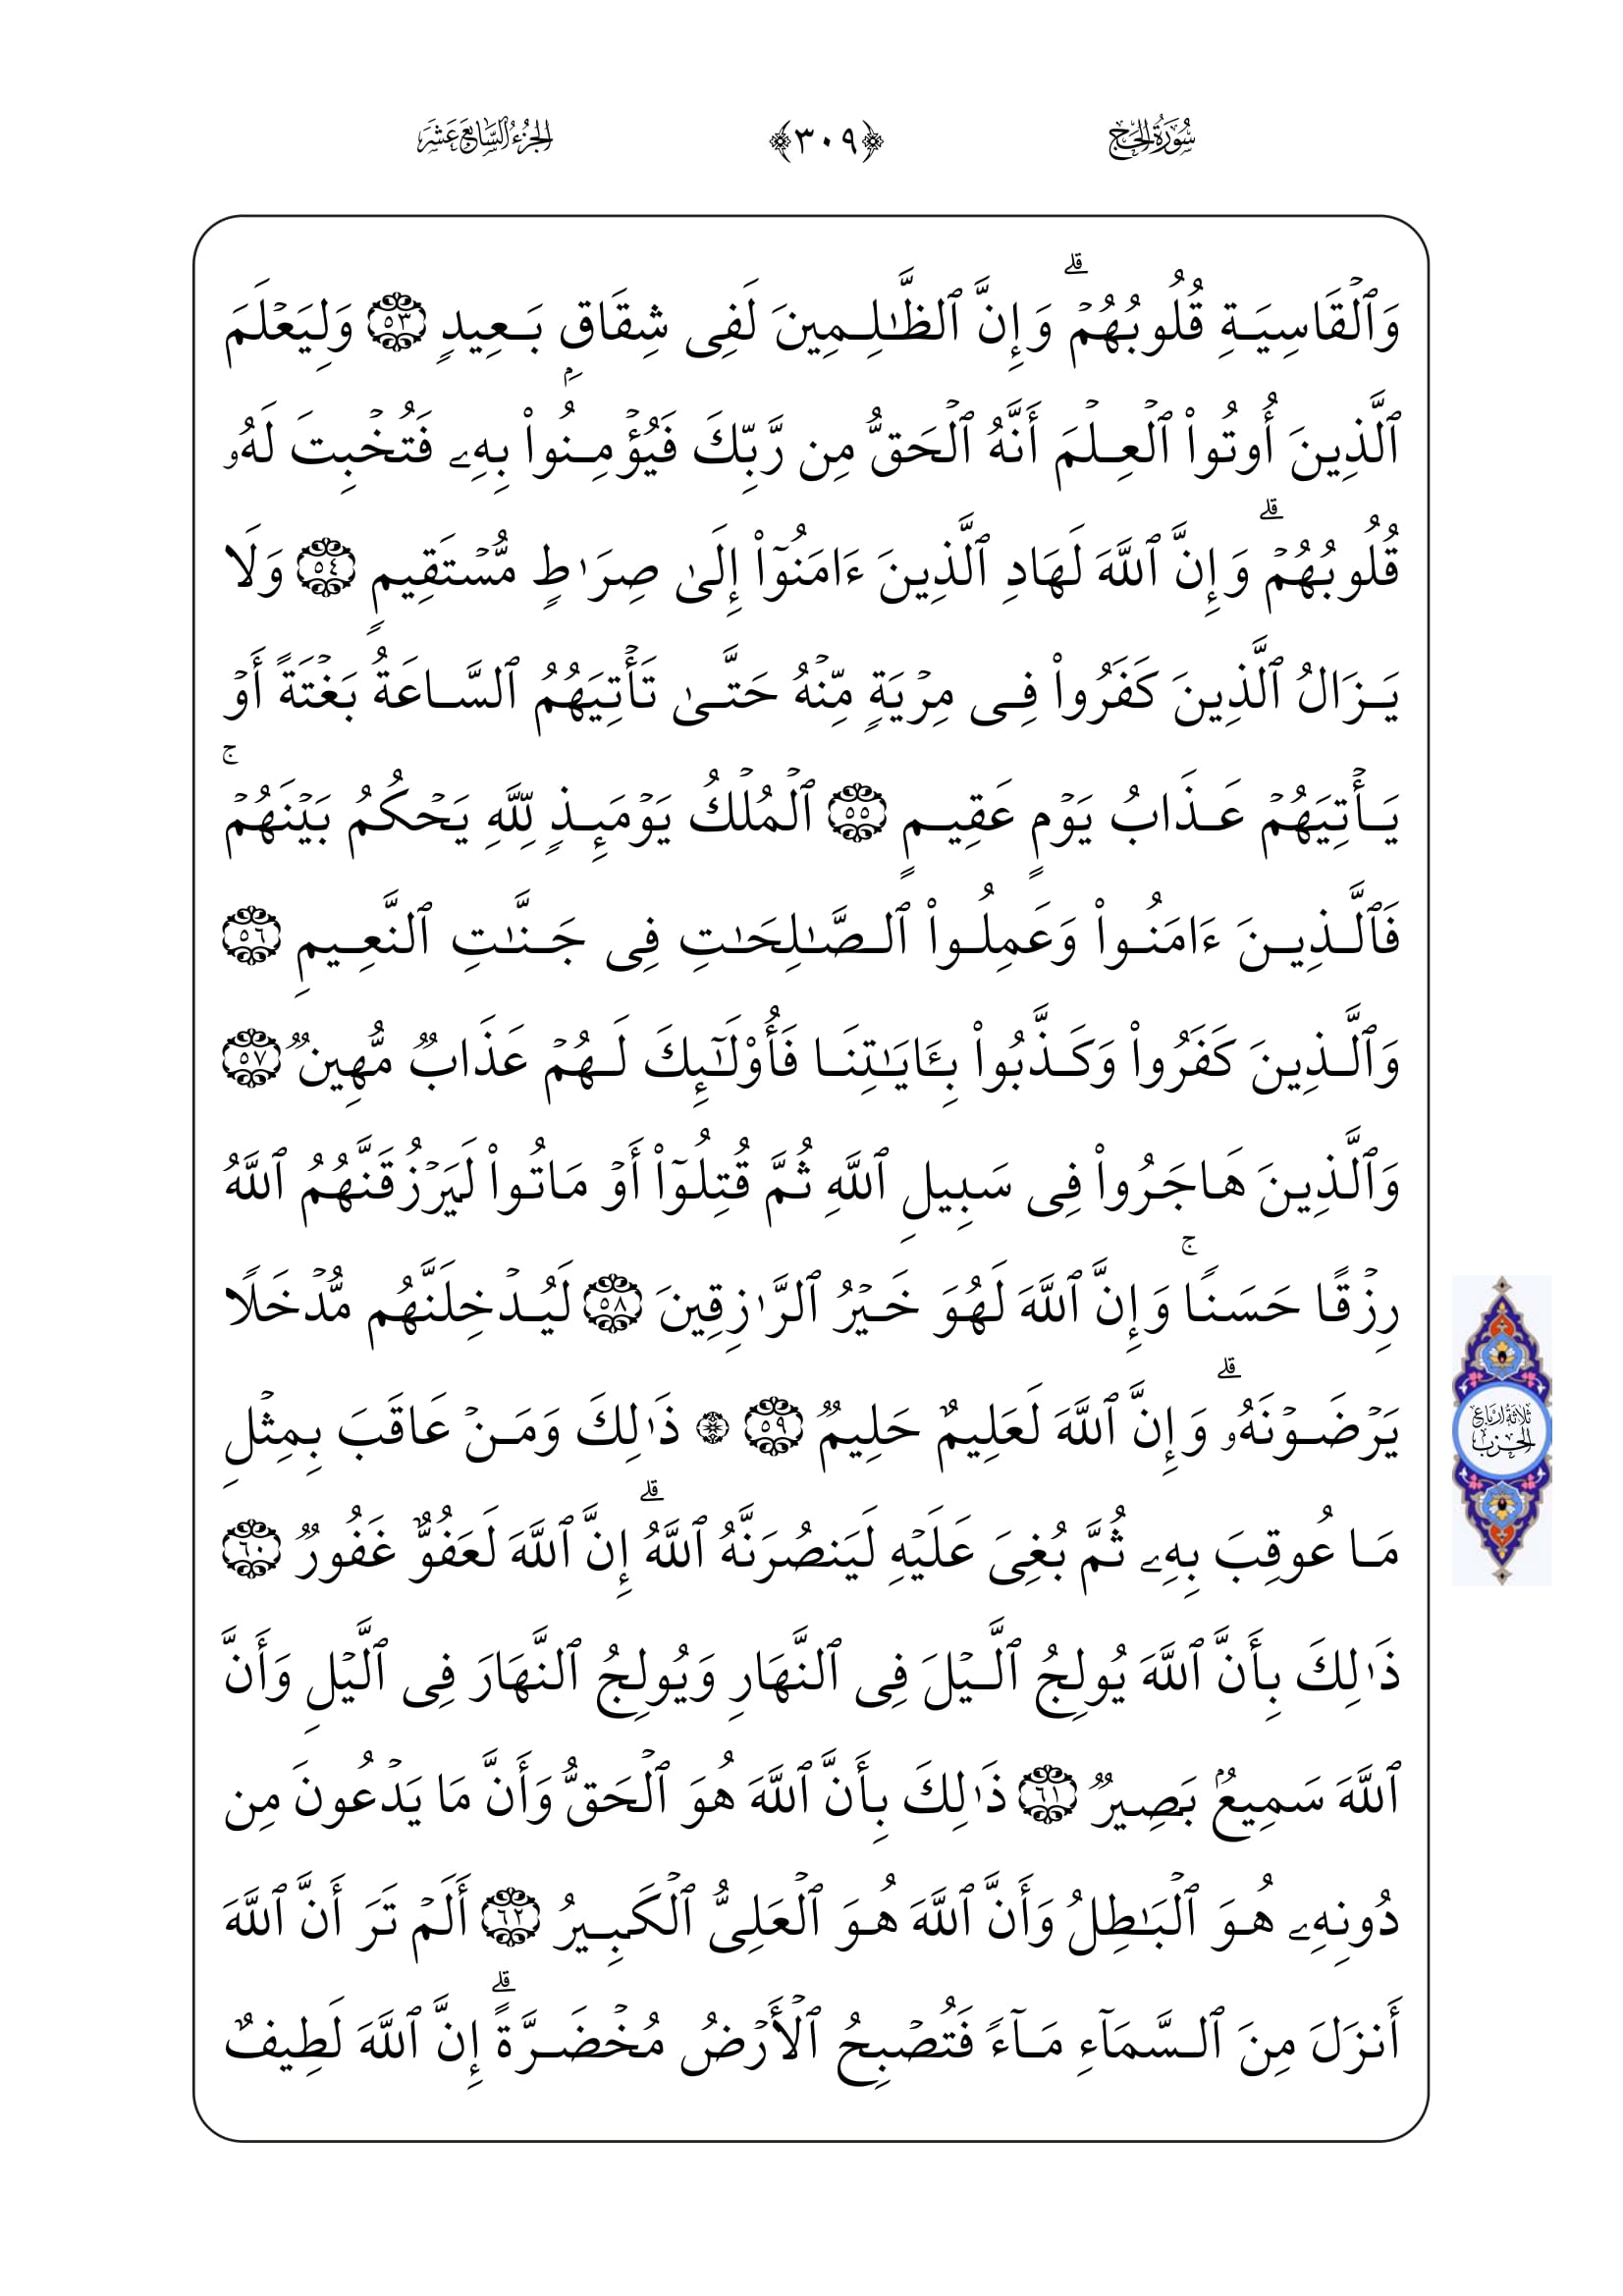 سُورَةُ الحَجِّ ﴿٣٠٩﴾ الجُزْءُ السَّابِعَ عَشَرَ
وَٱلۡقَاسِيَةِ قُلُوبُهُمۡۗ وَإِنَّ ٱلظَّٰلِمِينَ لَفِى شِقَاقِۭ بَعِيدٍ ٥٣ وَلِيَعۡلَمَ
ٱلَّذِينَ أُوتُوا۟ ٱلۡعِلۡمَ أَنَّهُ ٱلۡحَقُّ مِن رَّبِّكَ فَيُؤۡمِنُوا۟ بِهِۦ فَتُخۡبِتَ لَهُۥ
قُلُوبُهُمۡۗ وَإِنَّ ٱللَّهَ لَهَادِ ٱلَّذِينَ ءَامَنُوٓا۟ إِلَىٰ صِرَٰطٍ مُّسۡتَقِيمٍ ٥٤ وَلَا
يَزَالُ ٱلَّذِينَ كَفَرُوا۟ فِى مِرۡيَةٍ مِّنۡهُ حَتَّىٰ تَأۡتِيَهُمُ ٱلسَّاعَةُ بَغۡتَةً أَوۡ
يَأۡتِيَهُمۡ عَذَابُ يَوۡمٍ عَقِيمٍ ٥٥ ٱلۡمُلۡكُ يَوۡمَئِذٍ لِّلَّهِ يَحۡكُمُ بَيۡنَهُمۡۚ
فَٱلَّذِينَ ءَامَنُوا۟ وَعَمِلُوا۟ ٱلصَّٰلِحَٰتِ فِى جَنَّٰتِ ٱلنَّعِيمِ ٥٦
وَٱلَّذِينَ كَفَرُوا۟ وَكَذَّبُوا۟ بِـَٔايَٰتِنَا فَأُو۟لَٰٓئِكَ لَهُمۡ عَذَابٌ مُّهِينٌ ٥٧
وَٱلَّذِينَ هَاجَرُوا۟ فِى سَبِيلِ ٱللَّهِ ثُمَّ قُتِلُوٓا۟ أَوۡ مَاتُوا۟ لَيَرۡزُقَنَّهُمُ ٱللَّهُ
رِزۡقًا حَسَنًاۚ وَإِنَّ ٱللَّهَ لَهُوَ خَيۡرُ ٱلرَّٰزِقِينَ ٥٨ لَيُدۡخِلَنَّهُم مُّدۡخَلًا
يَرۡضَوۡنَهُۥۗ وَإِنَّ ٱللَّهَ لَعَلِيمٌ حَلِيمٌ ٥٩ ۞ ذَٰلِكَ وَمَنۡ عَاقَبَ بِمِثۡلِ
ثَلَاثَةُ أَرْبَاعِ
الحِزْبِ
مَا عُوقِبَ بِهِۦ ثُمَّ بُغِىَ عَلَيۡهِ لَيَنصُرَنَّهُ ٱللَّهُۗ إِنَّ ٱللَّهَ لَعَفُوٌّ غَفُورٌ ٦٠
ذَٰلِكَ بِأَنَّ ٱللَّهَ يُولِجُ ٱلَّيۡلَ فِى ٱلنَّهَارِ وَيُولِجُ ٱلنَّهَارَ فِى ٱلَّيۡلِ وَأَنَّ
ٱللَّهَ سَمِيعُۢ بَصِيرٌ ٦١ ذَٰلِكَ بِأَنَّ ٱللَّهَ هُوَ ٱلۡحَقُّ وَأَنَّ مَا يَدۡعُونَ مِن
دُونِهِۦ هُوَ ٱلۡبَٰطِلُ وَأَنَّ ٱللَّهَ هُوَ ٱلۡعَلِىُّ ٱلۡكَبِيرُ ٦٢ أَلَمۡ تَرَ أَنَّ ٱللَّهَ
أَنزَلَ مِنَ ٱلسَّمَآءِ مَآءً فَتُصۡبِحُ ٱلۡأَرۡضُ مُخۡضَرَّةًۗ إِنَّ ٱللَّهَ لَطِيفٌ